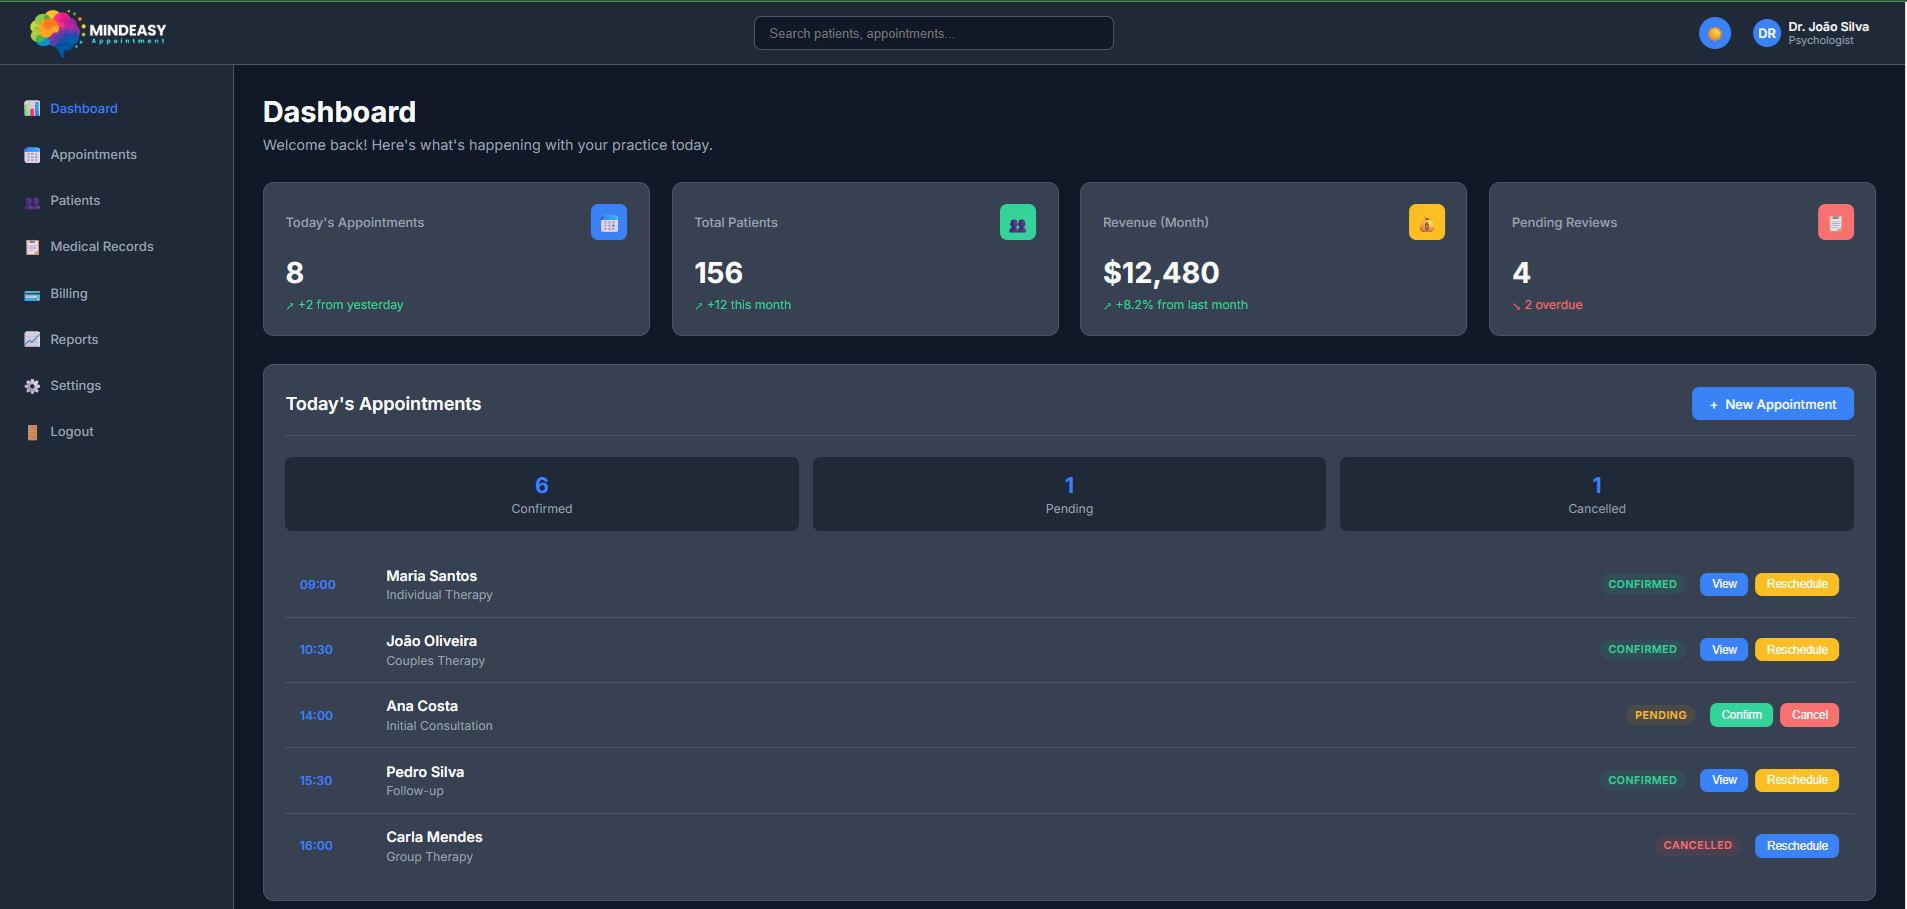 MINDEASY
Appointment
Search patients, appointments...
DR
Dr. João Silva
Psychologist
Dashboard
Appointments
Patients
Medical Records
Billing
Reports
Settings
Logout
Dashboard
Welcome back! Here's what's happening with your practice today.
Today's Appointments
8
↗ +2 from yesterday
Total Patients
156
↗ +12 this month
Revenue (Month)
$12,480
↗ +8.2% from last month
Pending Reviews
4
↘ 2 overdue
Today's Appointments
+ New Appointment
6
Confirmed
1
Pending
1
Cancelled
09:00
Maria Santos
Individual Therapy
CONFIRMED
View
Reschedule
10:30
João Oliveira
Couples Therapy
CONFIRMED
View
Reschedule
14:00
Ana Costa
Initial Consultation
PENDING
Confirm
Cancel
15:30
Pedro Silva
Follow-up
CONFIRMED
View
Reschedule
16:00
Carla Mendes
Group Therapy
CANCELLED
Reschedule